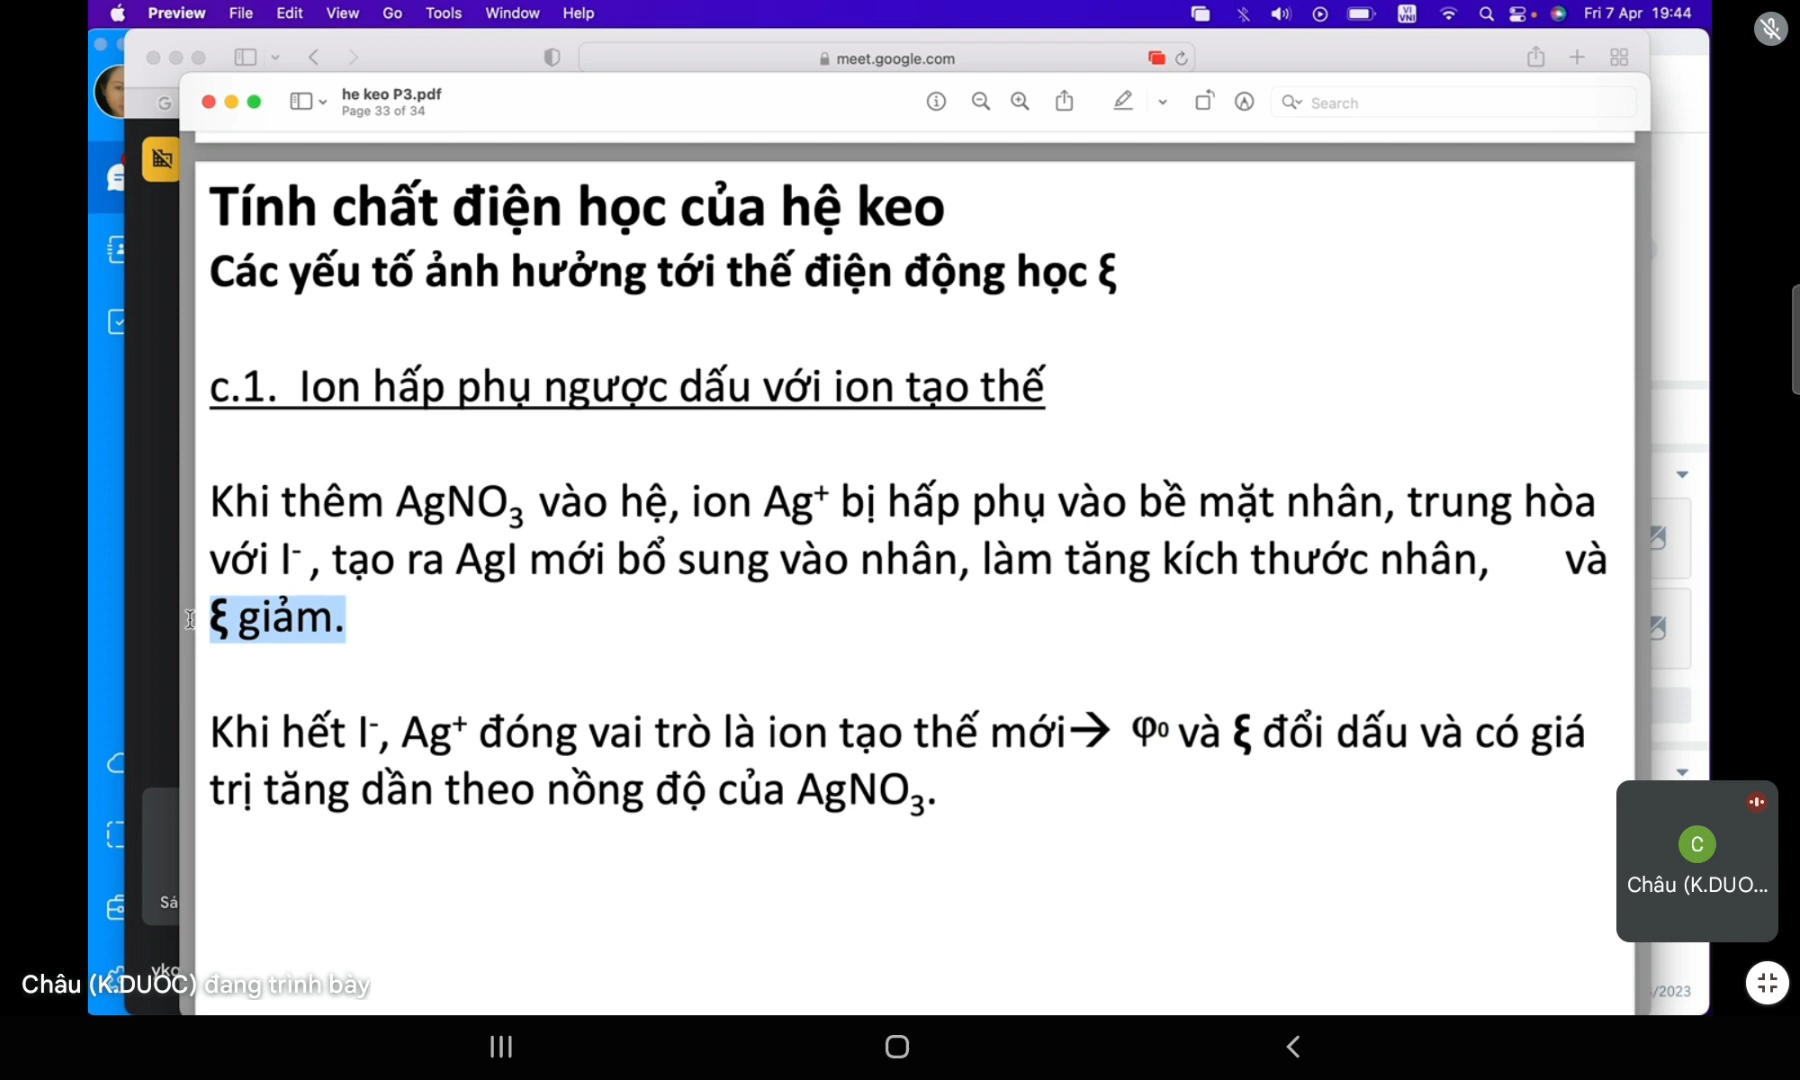 Preview File Edit View Go Tools Window Help
VI
VNI
Fri 7 Apr 19:44
meet.google.com
G
he keo P3.pdf
Page 33 of 34
Search
Tính chất điện học của hệ keo
Các yếu tố ảnh hưởng tới thế điện động học ξ
c.1. Ion hấp phụ ngược dấu với ion tạo thế
Khi thêm AgNO₃ vào hệ, ion Ag⁺ bị hấp phụ vào bề mặt nhân, trung hòa
với I⁻, tạo ra AgI mới bổ sung vào nhân, làm tăng kích thước nhân, và
ξ giảm.
Khi hết I⁻, Ag⁺ đóng vai trò là ion tạo thế mới→ φ₀ và ξ đổi dấu và có giá
trị tăng dần theo nồng độ của AgNO₃.
C
Châu (K.DUO...
Sá
Châu (K.DUOC) đang trình bày
/2023